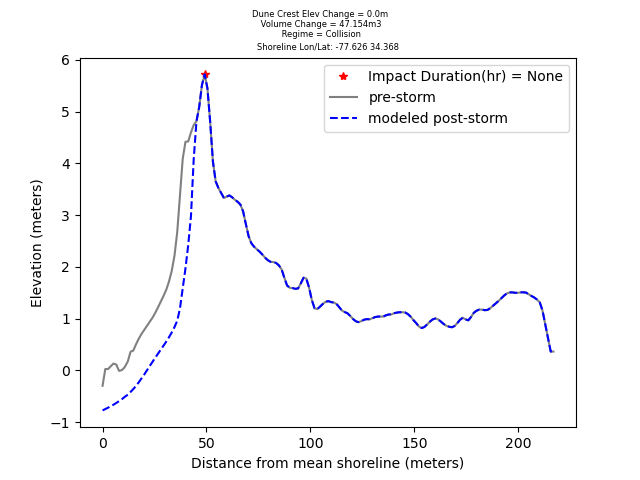 Dune Crest Elev Change = 0.0m
Volume Change = 47.154m3
Regime = Collision
Shoreline Lon/Lat: -77.626 34.368
Impact Duration(hr) = None
pre-storm
modeled post-storm
6
5
4
3
2
1
0
−1
Elevation (meters)
0 50 100 150 200
Distance from mean shoreline (meters)